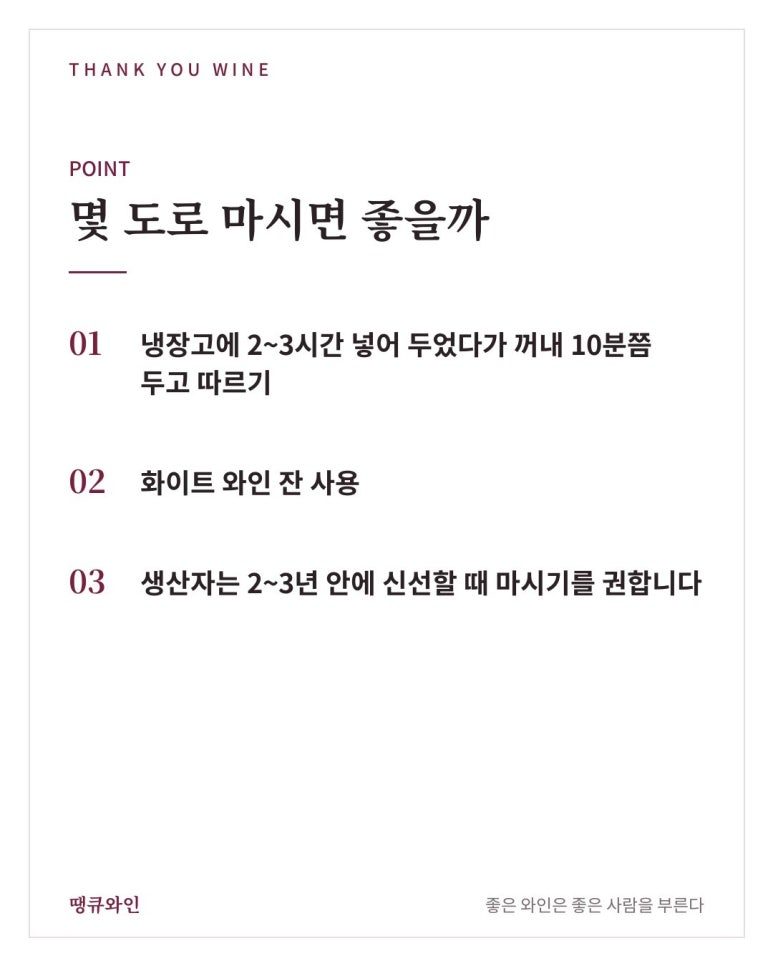 THANK YOU WINE
POINT
몇 도로 마시면 좋을까
01 냉장고에 2~3시간 넣어 두었다가 꺼내 10분쯤
두고 따르기
02 화이트 와인 잔 사용
03 생산자는 2~3년 안에 신선할 때 마시기를 권합니다
땡큐와인 좋은 와인은 좋은 사람을 부른다